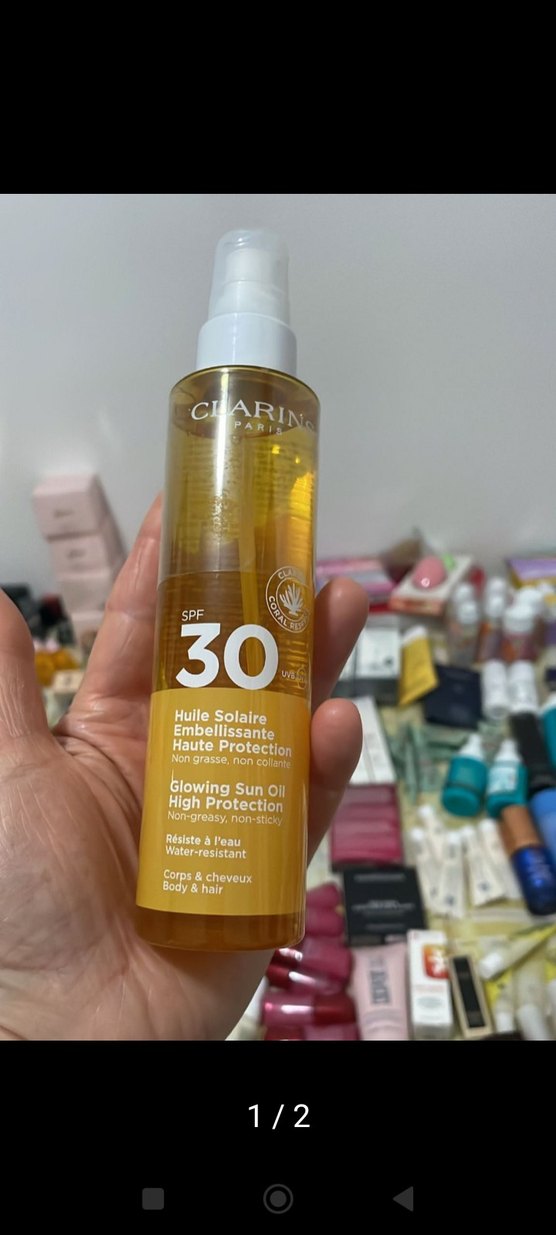 CLARINS
PARIS
CORAL
SPF
30
Huile Solaire
Embellissante
Haute Protection
Non grasse, non collante
Glowing Sun Oil
High Protection
Non-greasy, non-sticky
Résiste à l'eau
Water-resistant
Corps & cheveux
Body & hair
1 / 2